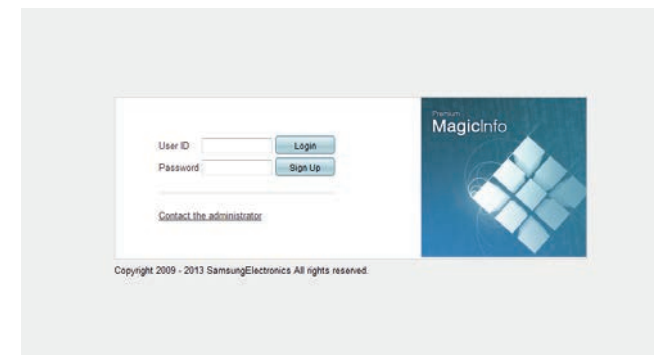 Premium
MagicInfo
User ID
Login
Password
Sign Up
Contact the administrator
Copyright 2009 - 2013 SamsungElectronics All rights reserved.